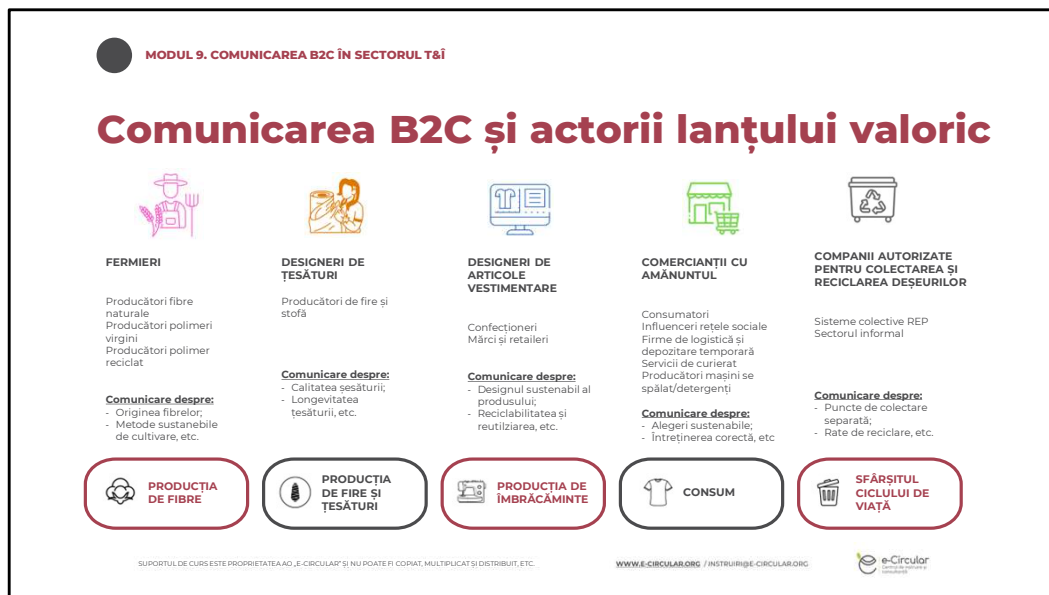 MODUL 9. COMUNICAREA B2C ÎN SECTORUL T&Î
Comunicarea B2C și actorii lanțului valoric
FERMIERI
Producători fibre
naturale
Producători polimeri
virgini
Producători polimer
reciclat
Comunicare despre:
- Originea fibrelor;
- Metode sustanebile
de cultivare, etc.
DESIGNERI DE
ȚESĂTURI
Producători de fire și
stofă
Comunicare despre:
- Calitatea șesăturii;
- Longevitatea
țesăturii, etc.
DESIGNERI DE
ARTICOLE
VESTIMENTARE
Confecționeri
Mărci și retaileri
Comunicare despre:
- Designul sustenabil al
produsului;
- Reciclabilitatea și
reutilziarea, etc.
COMERCIANȚII CU
AMĂNUNTUL
Consumatori
Influenceri rețele sociale
Firme de logistică și
depozitare temporară
Servicii de curierat
Producători mașini se
spălat/detergenți
Comunicare despre:
- Alegeri sustenabile;
- Întreținerea corectă, etc
COMPANII AUTORIZATE
PENTRU COLECTAREA ȘI
RECICLAREA DEȘEURILOR
Sisteme colective REP
Sectorul informal
Comunicare despre:
- Puncte de colectare
separată;
- Rate de reciclare, etc.
PRODUCȚIA
DE FIBRE
PRODUCȚIA
DE FIRE ȘI
ȚESĂTURI
PRODUCȚIA DE
ÎMBRĂCĂMINTE
CONSUM
SFÂRȘITUL
CICLULUI DE
VIAȚĂ
SUPORTUL DE CURS ESTE PROPRIETATEA AO „E-CIRCULAR" ȘI NU POATE FI COPIAT, MULTIPLICAT ȘI DISTRIBUIT, ETC.
WWW.E-CIRCULAR.ORG / INSTRUIRI@E-CIRCULAR.ORG
e-Circular